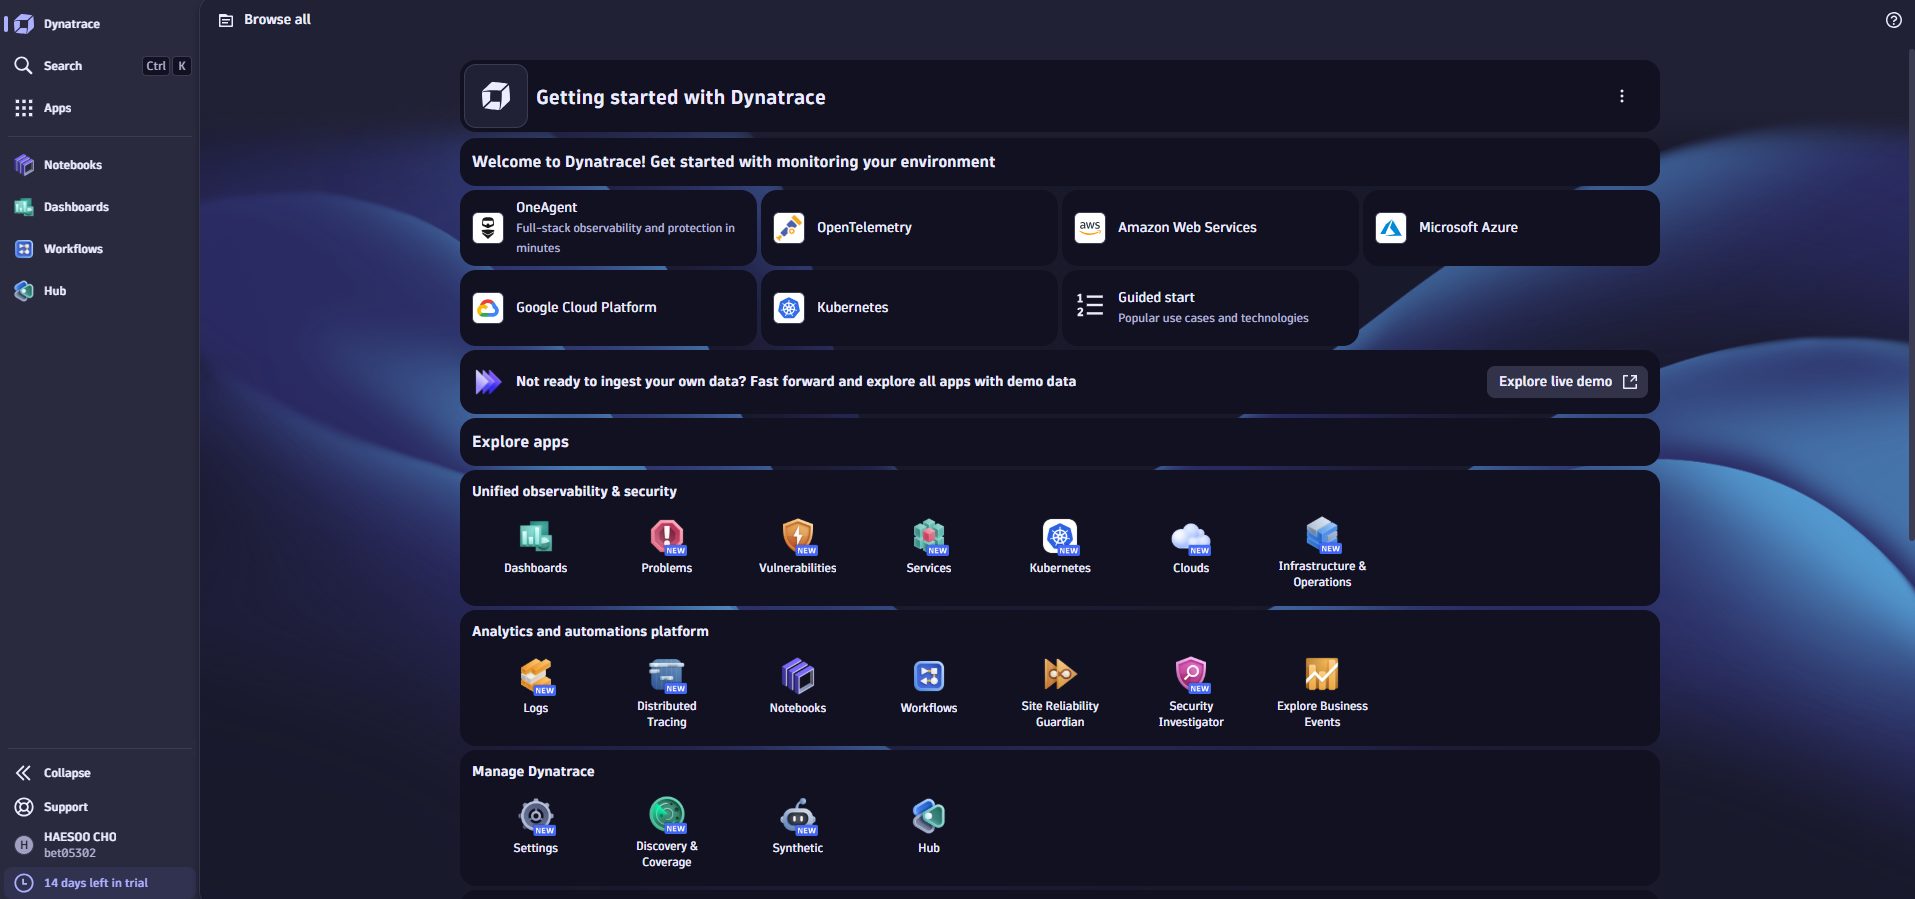 Dynatrace
Search Ctrl K
Apps
Notebooks
Dashboards
Workflows
Hub
Collapse
Support
H
HAESOO CHO
bet05302
14 days left in trial
Browse all
Getting started with Dynatrace
Welcome to Dynatrace! Get started with monitoring your environment
OneAgent
Full-stack observability and protection in
minutes
OpenTelemetry
aws
Amazon Web Services
Microsoft Azure
Google Cloud Platform
Kubernetes
1
2
Guided start
Popular use cases and technologies
Not ready to ingest your own data? Fast forward and explore all apps with demo data
Explore live demo
Explore apps
Unified observability & security
Dashboards
NEW
Problems
NEW
Vulnerabilities
NEW
Services
NEW
Kubernetes
NEW
Clouds
NEW
Infrastructure &
Operations
Analytics and automations platform
NEW
Logs
NEW
Distributed
Tracing
Notebooks
Workflows
Site Reliability
Guardian
NEW
Security
Investigator
Explore Business
Events
Manage Dynatrace
NEW
Settings
NEW
Discovery &
Coverage
NEW
Synthetic
Hub